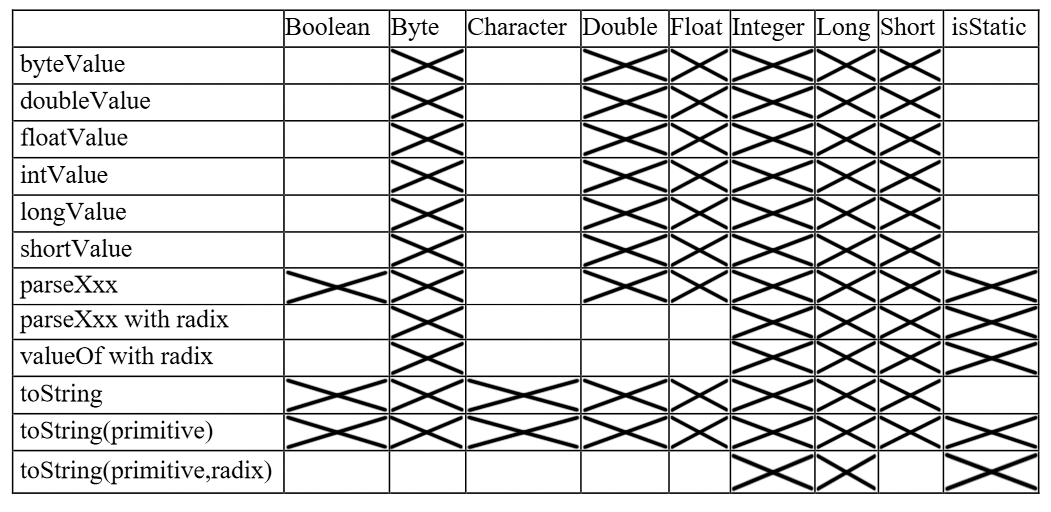 Boolean Byte Character Double Float Integer Long Short isStatic
byteValue
doubleValue
floatValue
intValue
longValue
shortValue
parseXxx
parseXxx with radix
valueOf with radix
toString
toString(primitive)
toString(primitive,radix)